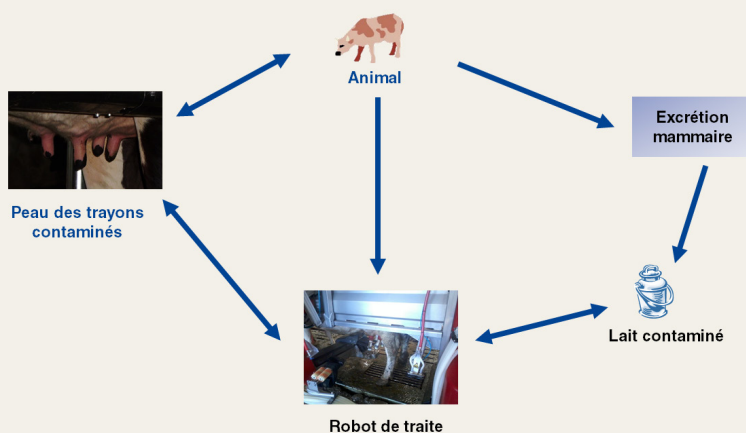 Animal
Excrétion
mammaire
Peau des trayons
contaminés
Lait contaminé
Robot de traite